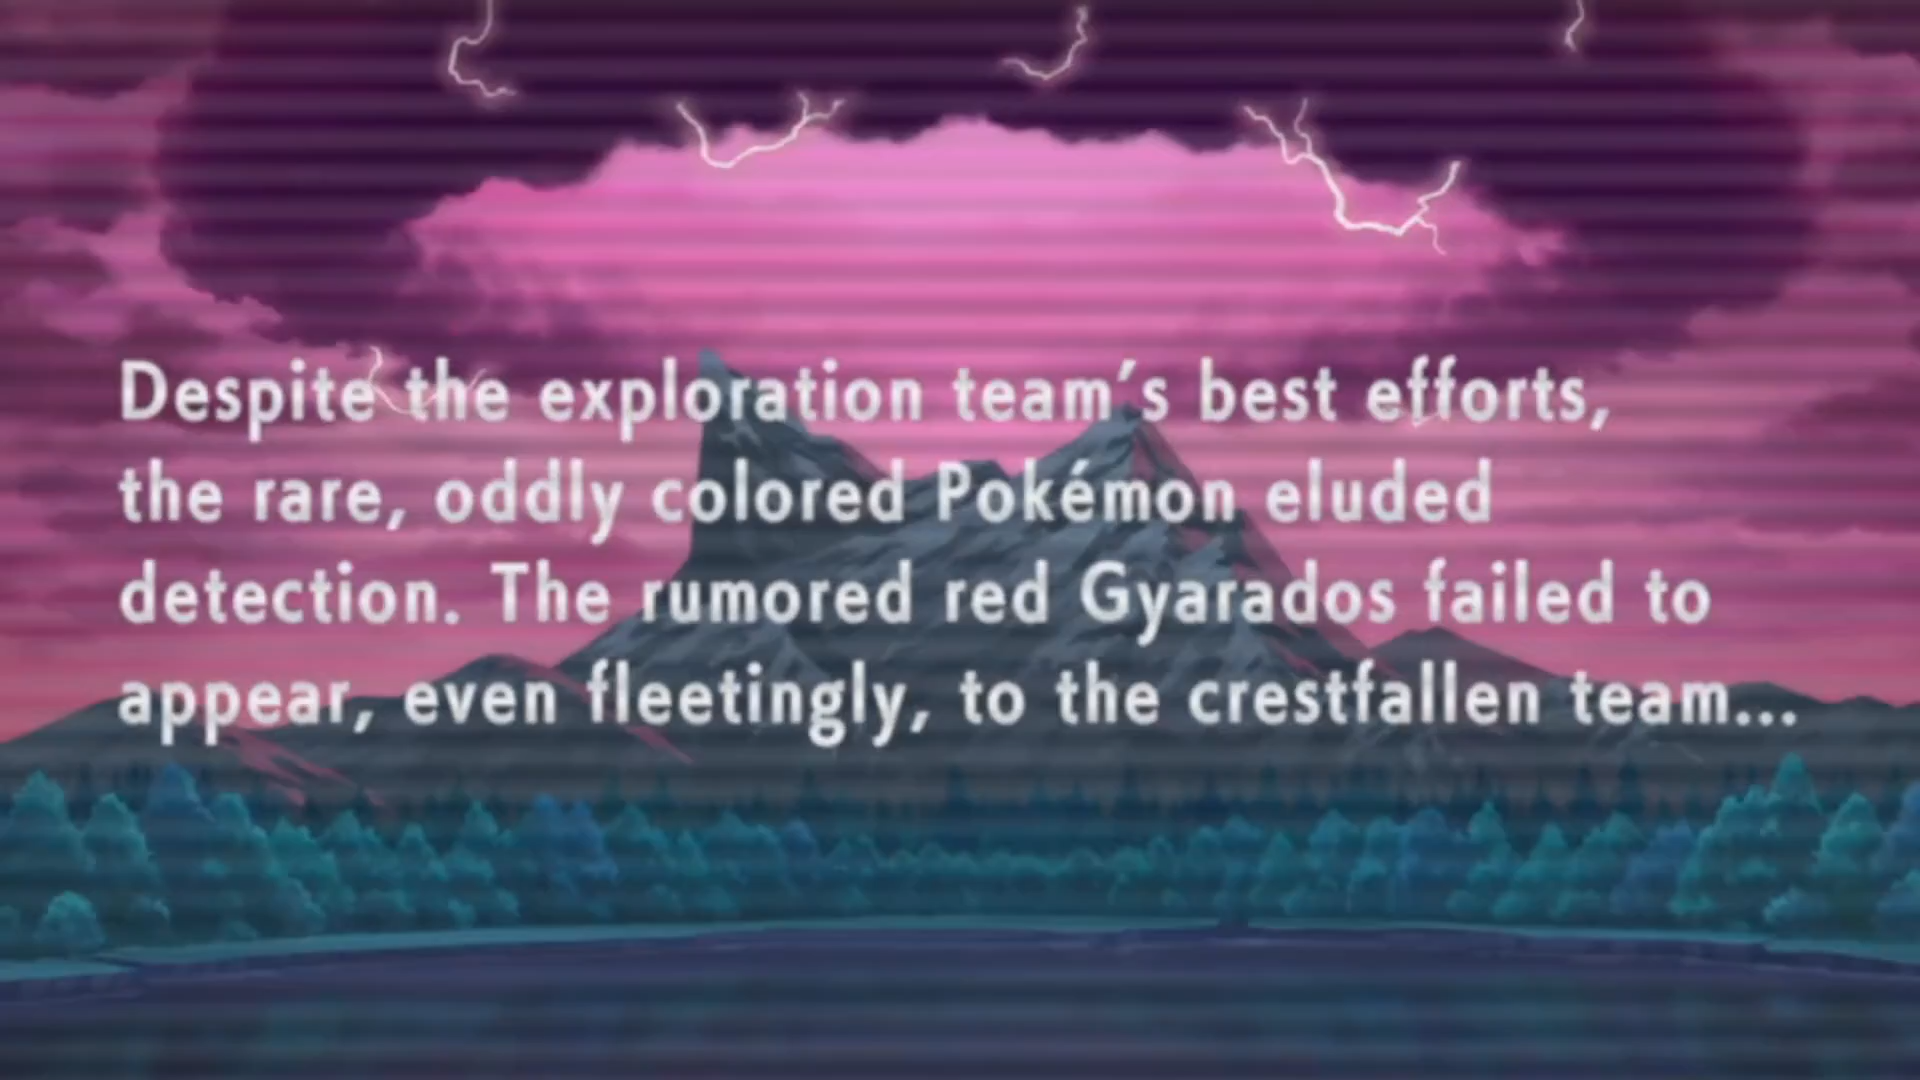 Despite the exploration team's best efforts,
the rare, oddly colored Pokémon eluded
detection. The rumored red Gyarados failed to
appear, even fleetingly, to the crestfallen team...